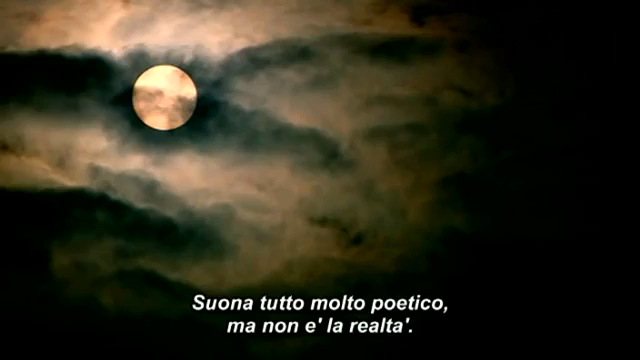 Suona tutto molto poetico,
ma non e' la realta'.